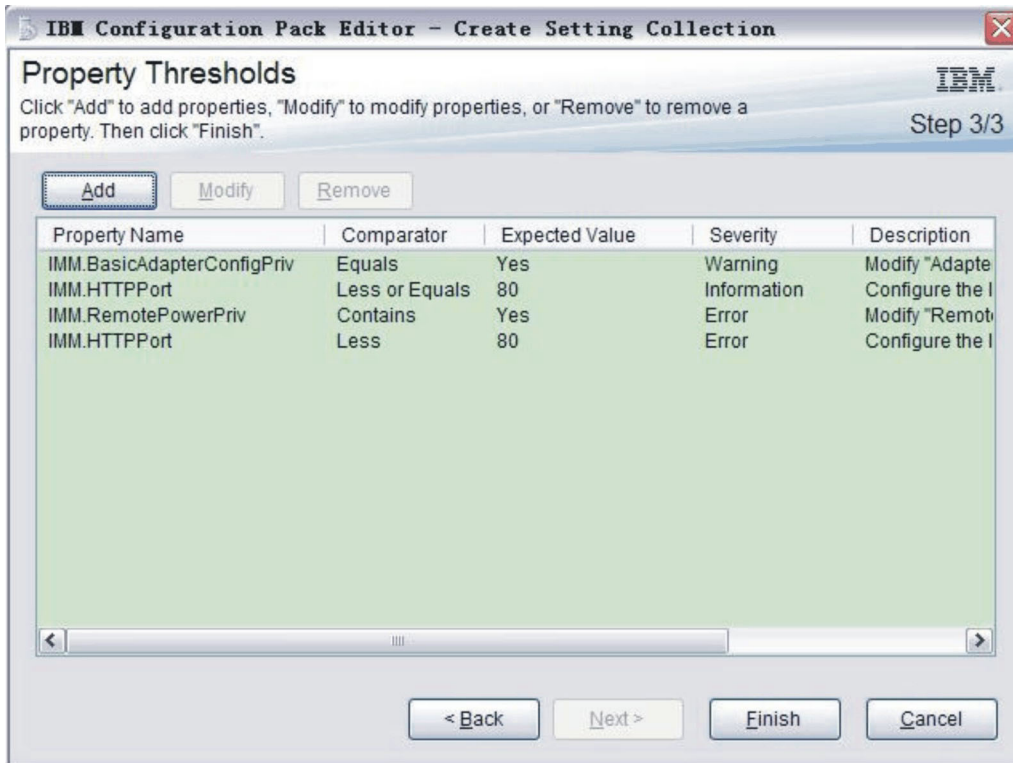 IBM Configuration Pack Editor - Create Setting Collection
Property Thresholds
IBM
Click "Add" to add properties, "Modify" to modify properties, or "Remove" to remove a
property. Then click "Finish".
Step 3/3
Add Modify Remove
Property Name Comparator Expected Value Severity Description
IMM.BasicAdapterConfigPriv Equals Yes Warning Modify "Adapte
IMM.HTTPPort Less or Equals 80 Information Configure the I
IMM.RemotePowerPriv Contains Yes Error Modify "Remot
IMM.HTTPPort Less 80 Error Configure the I
< Back Next > Finish Cancel